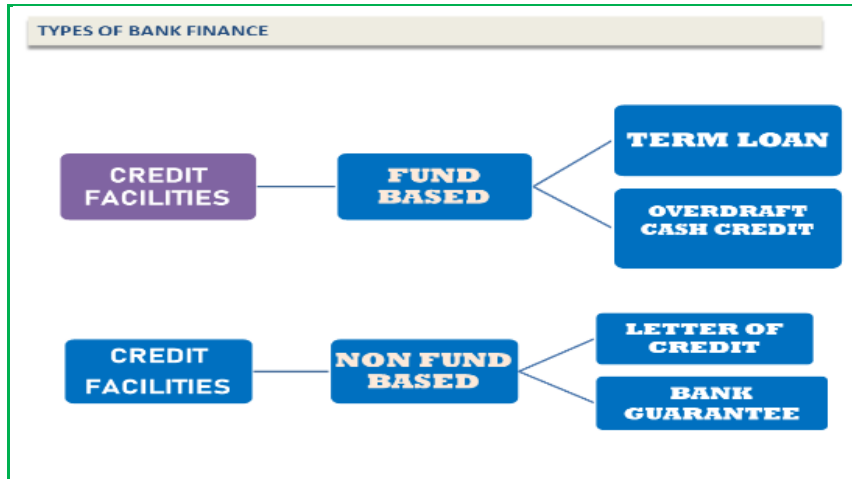 TYPES OF BANK FINANCE
CREDIT
FACILITIES
FUND
BASED
TERM LOAN
OVERDRAFT
CASH CREDIT
CREDIT
FACILITIES
NON FUND
BASED
LETTER OF
CREDIT
BANK
GUARANTEE